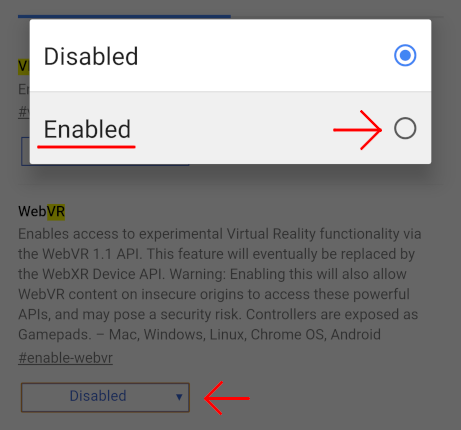 Disabled
Enabled
WebVR
Enables access to experimental Virtual Reality functionality via
the WebVR 1.1 API. This feature will eventually be replaced by
the WebXR Device API. Warning: Enabling this will also allow
WebVR content on insecure origins to access these powerful
APIs, and may pose a security risk. Controllers are exposed as
Gamepads. – Mac, Windows, Linux, Chrome OS, Android
#enable-webvr
Disabled